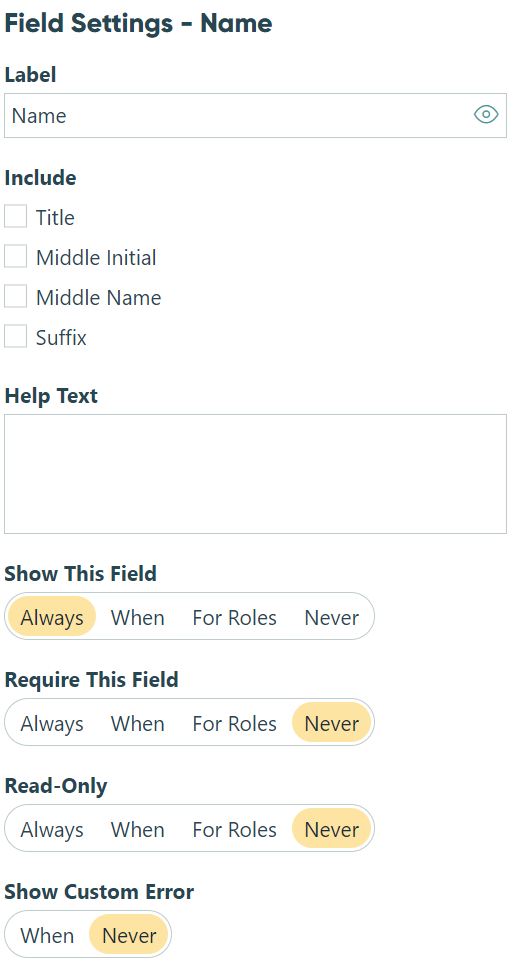 Field Settings - Name
Label
Name
Include
Title
Middle Initial
Middle Name
Suffix
Help Text
Show This Field
Always When For Roles Never
Require This Field
Always When For Roles Never
Read-Only
Always When For Roles Never
Show Custom Error
When Never